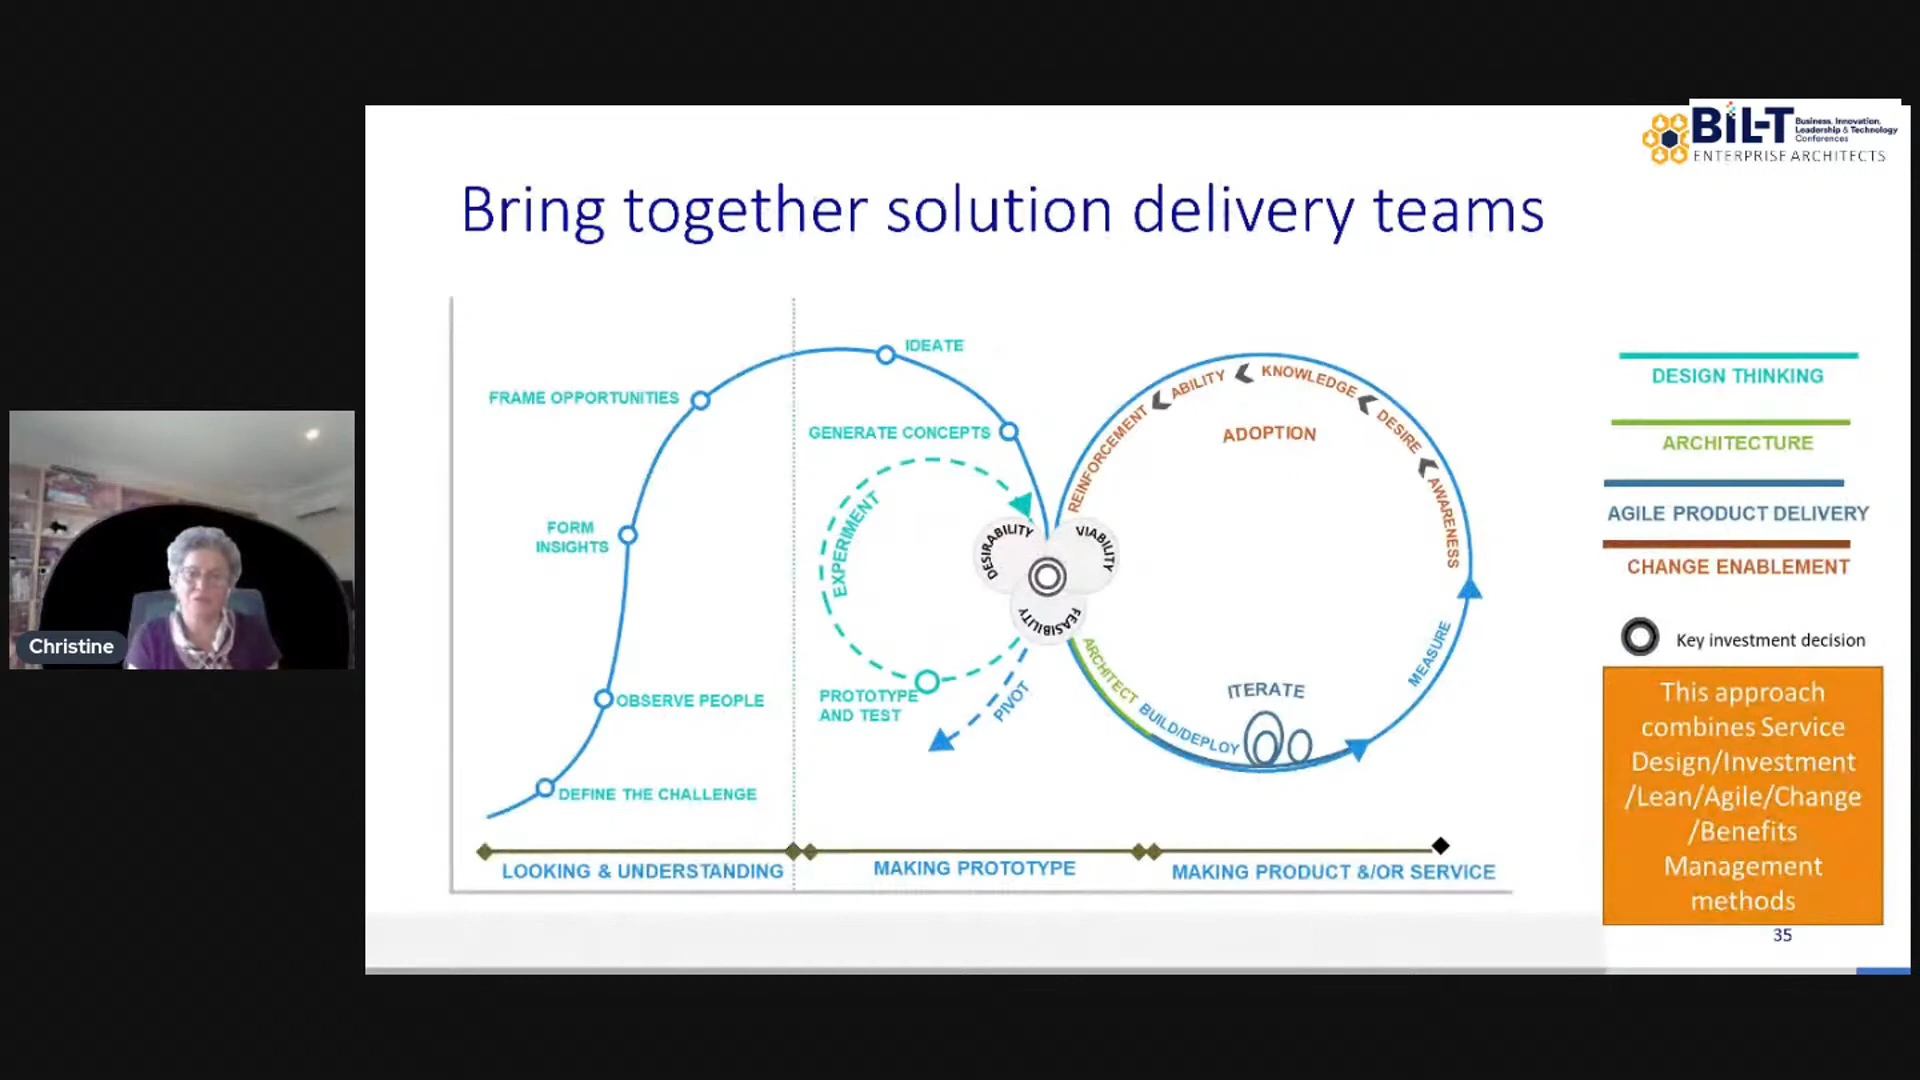 BiL-T
Business, Innovation,
Leadership & Technology
Conferences
ENTERPRISE ARCHITECTS
Bring together solution delivery teams
IDEATE
FRAME OPPORTUNITIES
GENERATE CONCEPTS
FORM
INSIGHTS
EXPERIMENT
OBSERVE PEOPLE
PROTOTYPE
AND TEST
DEFINE THE CHALLENGE
PIVOT
DESIRABILITY
VIABILITY
FEASIBILITY
REINFORCEMENT
ABILITY
KNOWLEDGE
DESIRE
AWARENESS
ADOPTION
ARCHITECT
BUILD/DEPLOY
ITERATE
MEASURE
LOOKING & UNDERSTANDING
MAKING PROTOTYPE
MAKING PRODUCT &/OR SERVICE
DESIGN THINKING
ARCHITECTURE
AGILE PRODUCT DELIVERY
CHANGE ENABLEMENT
Key investment decision
This approach
combines Service
Design/Investment
/Lean/Agile/Change
/Benefits
Management
methods
35
Christine